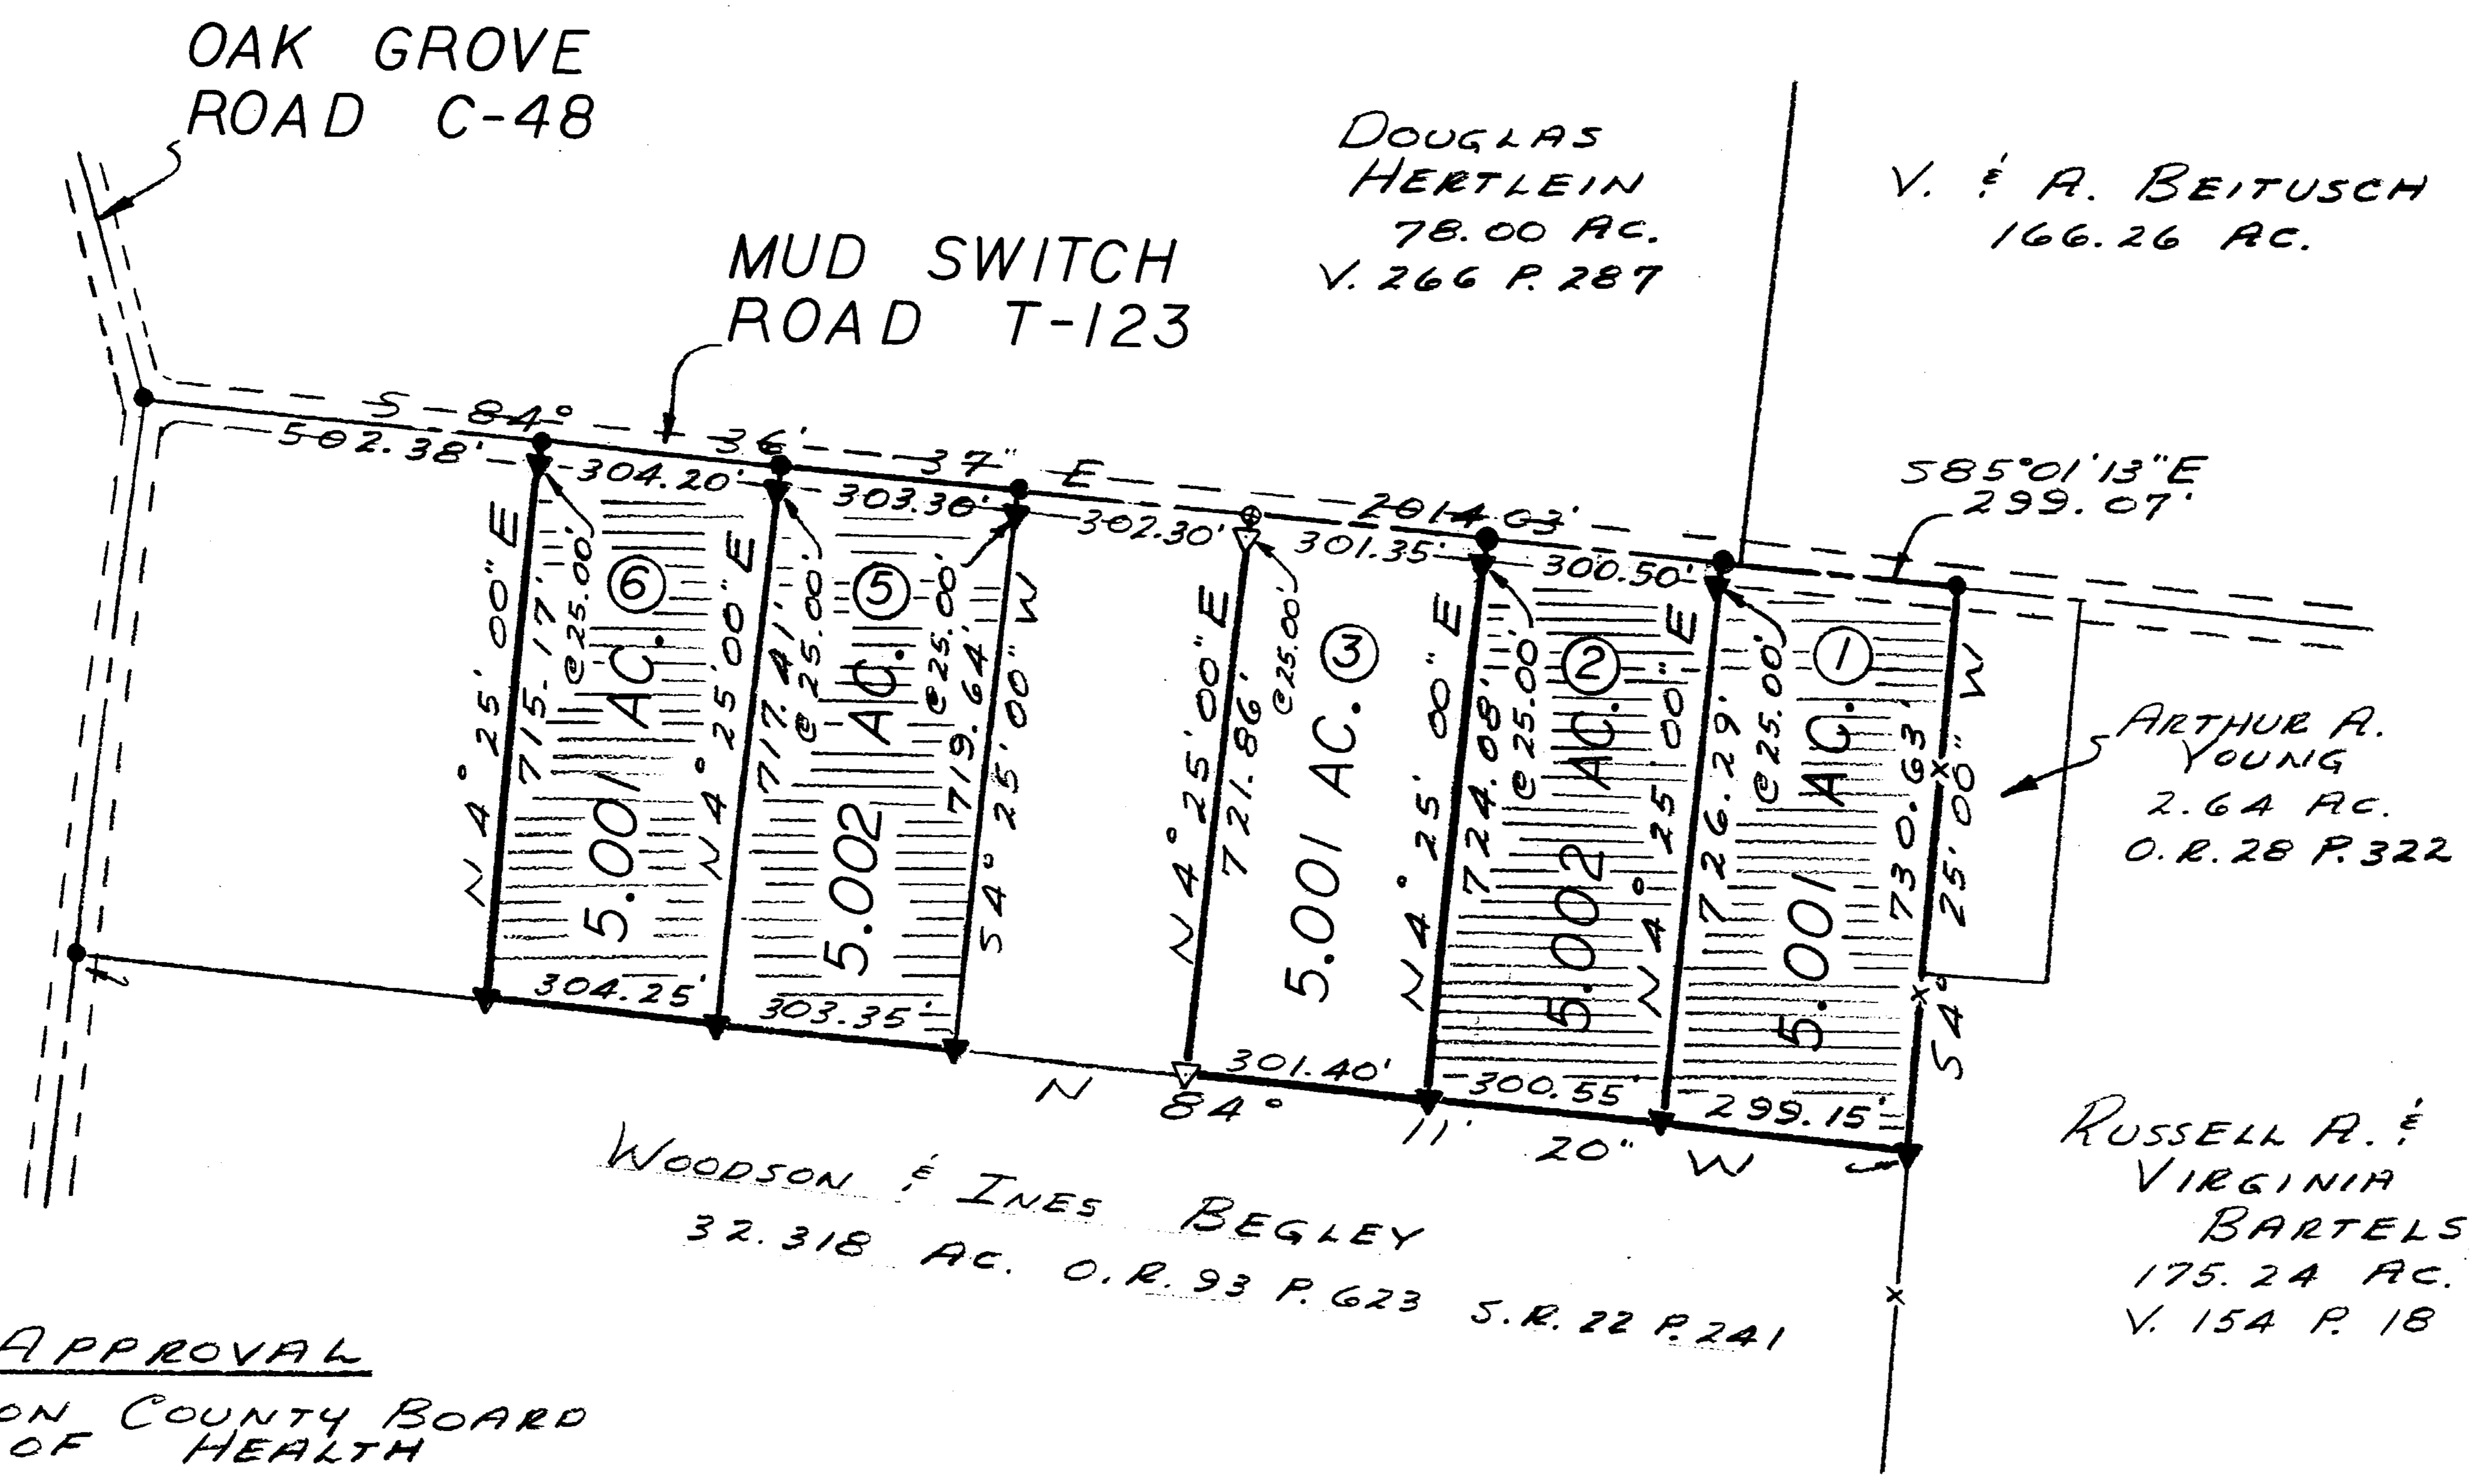 OAK GROVE
ROAD C-48
MUD SWITCH
ROAD T-123
DOUGLAS
HERTLEIN
78.00 AC.
V. 266 P. 287
V. & A. BEITUSCH
166.26 AC.
S 84° 36' 37" E 2014.03'
S85°01'13"E
299.07'
502.38'
304.20'
303.30'
302.30'
301.35'
300.50'
N 4° 25' 00" E
715.17'
@25.00'
6
5.001 AC.
304.25'
N 4° 25' 00" E
717.41'
@25.00'
5
5.002 AC.
303.35'
@25.00'
719.64'
S 4° 25' 00" W
N 4° 25' 00" E
721.86'
@25.00'
3
5.001 AC.
301.40'
N 4° 25' 00" E
724.08'
@25.00'
2
5.002 AC.
300.55'
N 4° 25' 00" E
726.29'
@25.00'
1
5.001 AC.
299.15'
730.63'
S 4° 25' 00" W
ARTHUR A.
YOUNG
2.64 AC.
O.R. 28 P. 322
N 84° 11' 20" W
WOODSON & INES BEGLEY
32.318 AC. O.R. 93 P. 623 S.R. 22 P. 241
RUSSELL A. &
VIRGINIA
BARTELS
175.24 AC.
V. 154 P. 18
APPROVAL
ON COUNTY BOARD
OF HEALTH